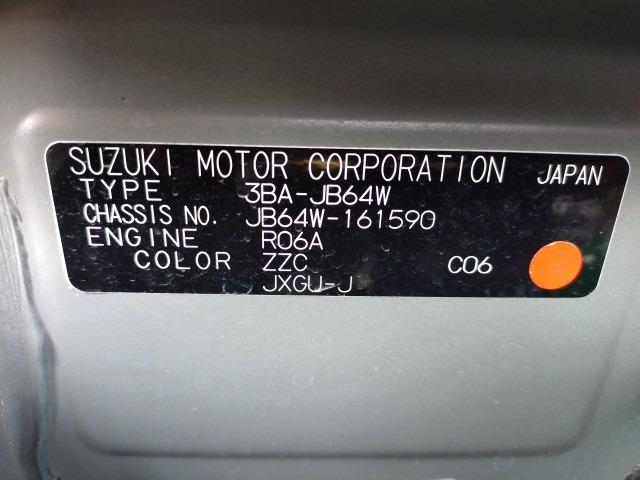 SUZUKI MOTOR CORPORATION JAPAN
TYPE 3BA-JB64W
CHASSIS NO. JB64W-161590
ENGINE R06A
COLOR ZZC C06
JXGU-J